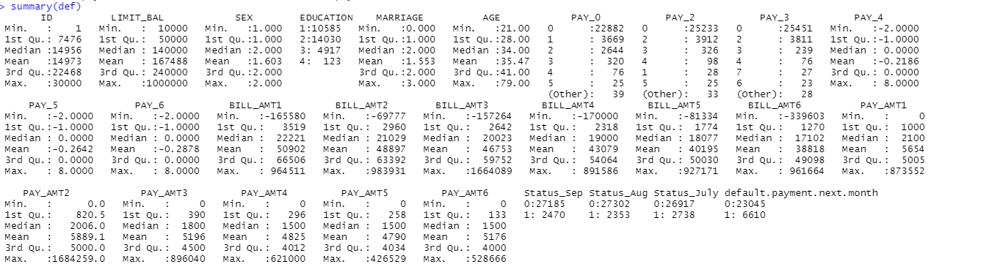 > summary(def)
ID LIMIT_BAL SEX EDUCATION MARRIAGE AGE PAY_0 PAY_2 PAY_3 PAY_4
Min. : 1 Min. : 10000 Min. :1.000 1:10585 Min. :0.000 Min. :21.00 0 :22882 0 :25233 0 :25451 Min. :-2.0000
1st Qu.: 7476 1st Qu.: 50000 1st Qu.:1.000 2:14030 1st Qu.:1.000 1st Qu.:28.00 1 : 3669 2 : 3912 2 : 3811 1st Qu.:-1.0000
Median :14956 Median : 140000 Median :2.000 3: 4917 Median :2.000 Median :34.00 2 : 2644 3 : 326 3 : 239 Median : 0.0000
Mean :14973 Mean : 167488 Mean :1.603 4: 123 Mean :1.553 Mean :35.47 3 : 320 4 : 98 4 : 76 Mean :-0.2186
3rd Qu.:22468 3rd Qu.: 240000 3rd Qu.:2.000 3rd Qu.:2.000 3rd Qu.:41.00 4 : 76 1 : 28 7 : 27 3rd Qu.: 0.0000
Max. :30000 Max. :1000000 Max. :2.000 Max. :3.000 Max. :79.00 5 : 25 5 : 25 6 : 23 Max. : 8.0000
(Other): 39 (Other): 33 (Other): 28
PAY_5 PAY_6 BILL_AMT1 BILL_AMT2 BILL_AMT3 BILL_AMT4 BILL_AMT5 BILL_AMT6 PAY_AMT1
Min. :-2.0000 Min. :-2.0000 Min. :-165580 Min. :-69777 Min. :-157264 Min. :-170000 Min. :-81334 Min. :-339603 Min. : 0
1st Qu.:-1.0000 1st Qu.:-1.0000 1st Qu.: 3519 1st Qu.: 2960 1st Qu.: 2642 1st Qu.: 2318 1st Qu.: 1774 1st Qu.: 1270 1st Qu.: 1000
Median : 0.0000 Median : 0.0000 Median : 22221 Median : 21029 Median : 20023 Median : 19000 Median : 18077 Median : 17102 Median : 2100
Mean :-0.2642 Mean :-0.2878 Mean : 50902 Mean : 48897 Mean : 46753 Mean : 43079 Mean : 40195 Mean : 38818 Mean : 5654
3rd Qu.: 0.0000 3rd Qu.: 0.0000 3rd Qu.: 66506 3rd Qu.: 63392 3rd Qu.: 59752 3rd Qu.: 54064 3rd Qu.: 50030 3rd Qu.: 49098 3rd Qu.: 5005
Max. : 8.0000 Max. : 8.0000 Max. : 964511 Max. :983931 Max. :1664089 Max. : 891586 Max. :927171 Max. : 961664 Max. :873552
PAY_AMT2 PAY_AMT3 PAY_AMT4 PAY_AMT5 PAY_AMT6 Status_Sep Status_Aug Status_July default.payment.next.month
Min. : 0.0 Min. : 0 Min. : 0 Min. : 0 Min. : 0 0:27185 0:27302 0:26917 0:23045
1st Qu.: 820.5 1st Qu.: 390 1st Qu.: 296 1st Qu.: 258 1st Qu.: 133 1: 2470 1: 2353 1: 2738 1: 6610
Median : 2006.0 Median : 1800 Median : 1500 Median : 1500 Median : 1500
Mean : 5889.1 Mean : 5196 Mean : 4825 Mean : 4790 Mean : 5176
3rd Qu.: 5000.0 3rd Qu.: 4500 3rd Qu.: 4012 3rd Qu.: 4034 3rd Qu.: 4000
Max. :1684259.0 Max. :896040 Max. :621000 Max. :426529 Max. :528666